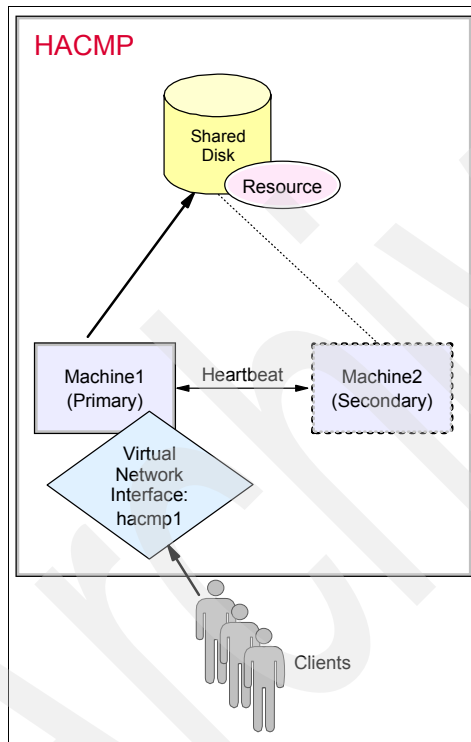 HACMP
Shared
Disk
Resource
Machine1
(Primary)
Heartbeat
Machine2
(Secondary)
Virtual
Network
Interface:
hacmp1
Clients